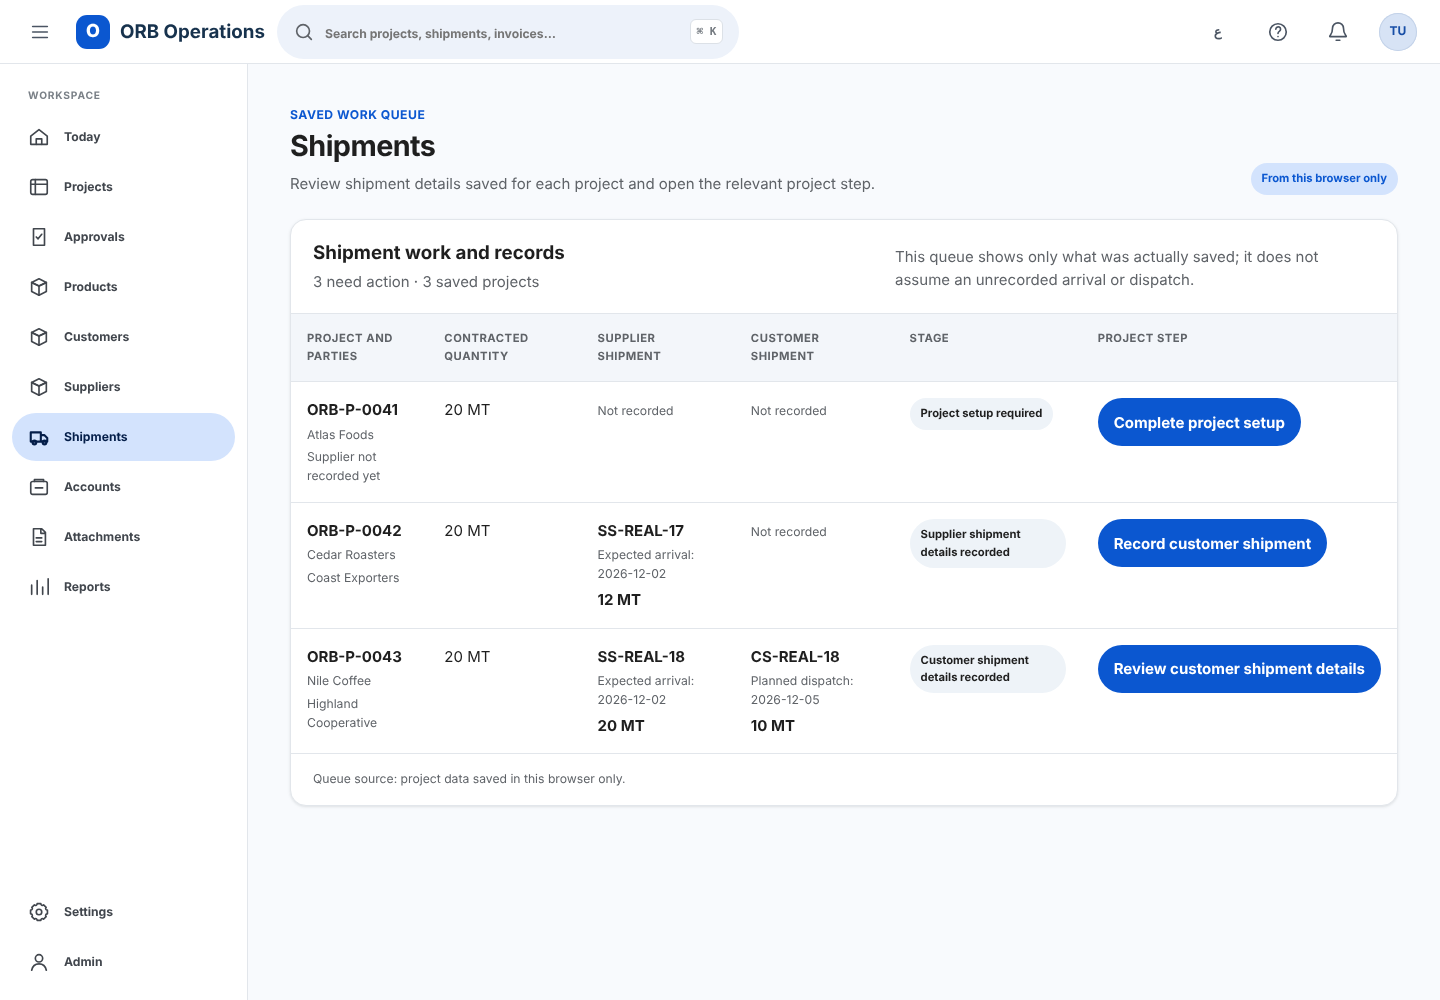 O
ORB Operations
Search projects, shipments, invoices...
⌘ K
ع
TU
WORKSPACE
Today
Projects
Approvals
Products
Customers
Suppliers
Shipments
Accounts
Attachments
Reports
Settings
Admin
SAVED WORK QUEUE
Shipments
Review shipment details saved for each project and open the relevant project step.
From this browser only
Shipment work and records
3 need action · 3 saved projects
This queue shows only what was actually saved; it does not
assume an unrecorded arrival or dispatch.
PROJECT AND
PARTIES
CONTRACTED
QUANTITY
SUPPLIER
SHIPMENT
CUSTOMER
SHIPMENT
STAGE
PROJECT STEP
ORB-P-0041
Atlas Foods
Supplier not
recorded yet
20 MT
Not recorded
Not recorded
Project setup required
Complete project setup
ORB-P-0042
Cedar Roasters
Coast Exporters
20 MT
SS-REAL-17
Expected arrival:
2026-12-02
12 MT
Not recorded
Supplier shipment
details recorded
Record customer shipment
ORB-P-0043
Nile Coffee
Highland
Cooperative
20 MT
SS-REAL-18
Expected arrival:
2026-12-02
20 MT
CS-REAL-18
Planned dispatch:
2026-12-05
10 MT
Customer shipment
details recorded
Review customer shipment details
Queue source: project data saved in this browser only.